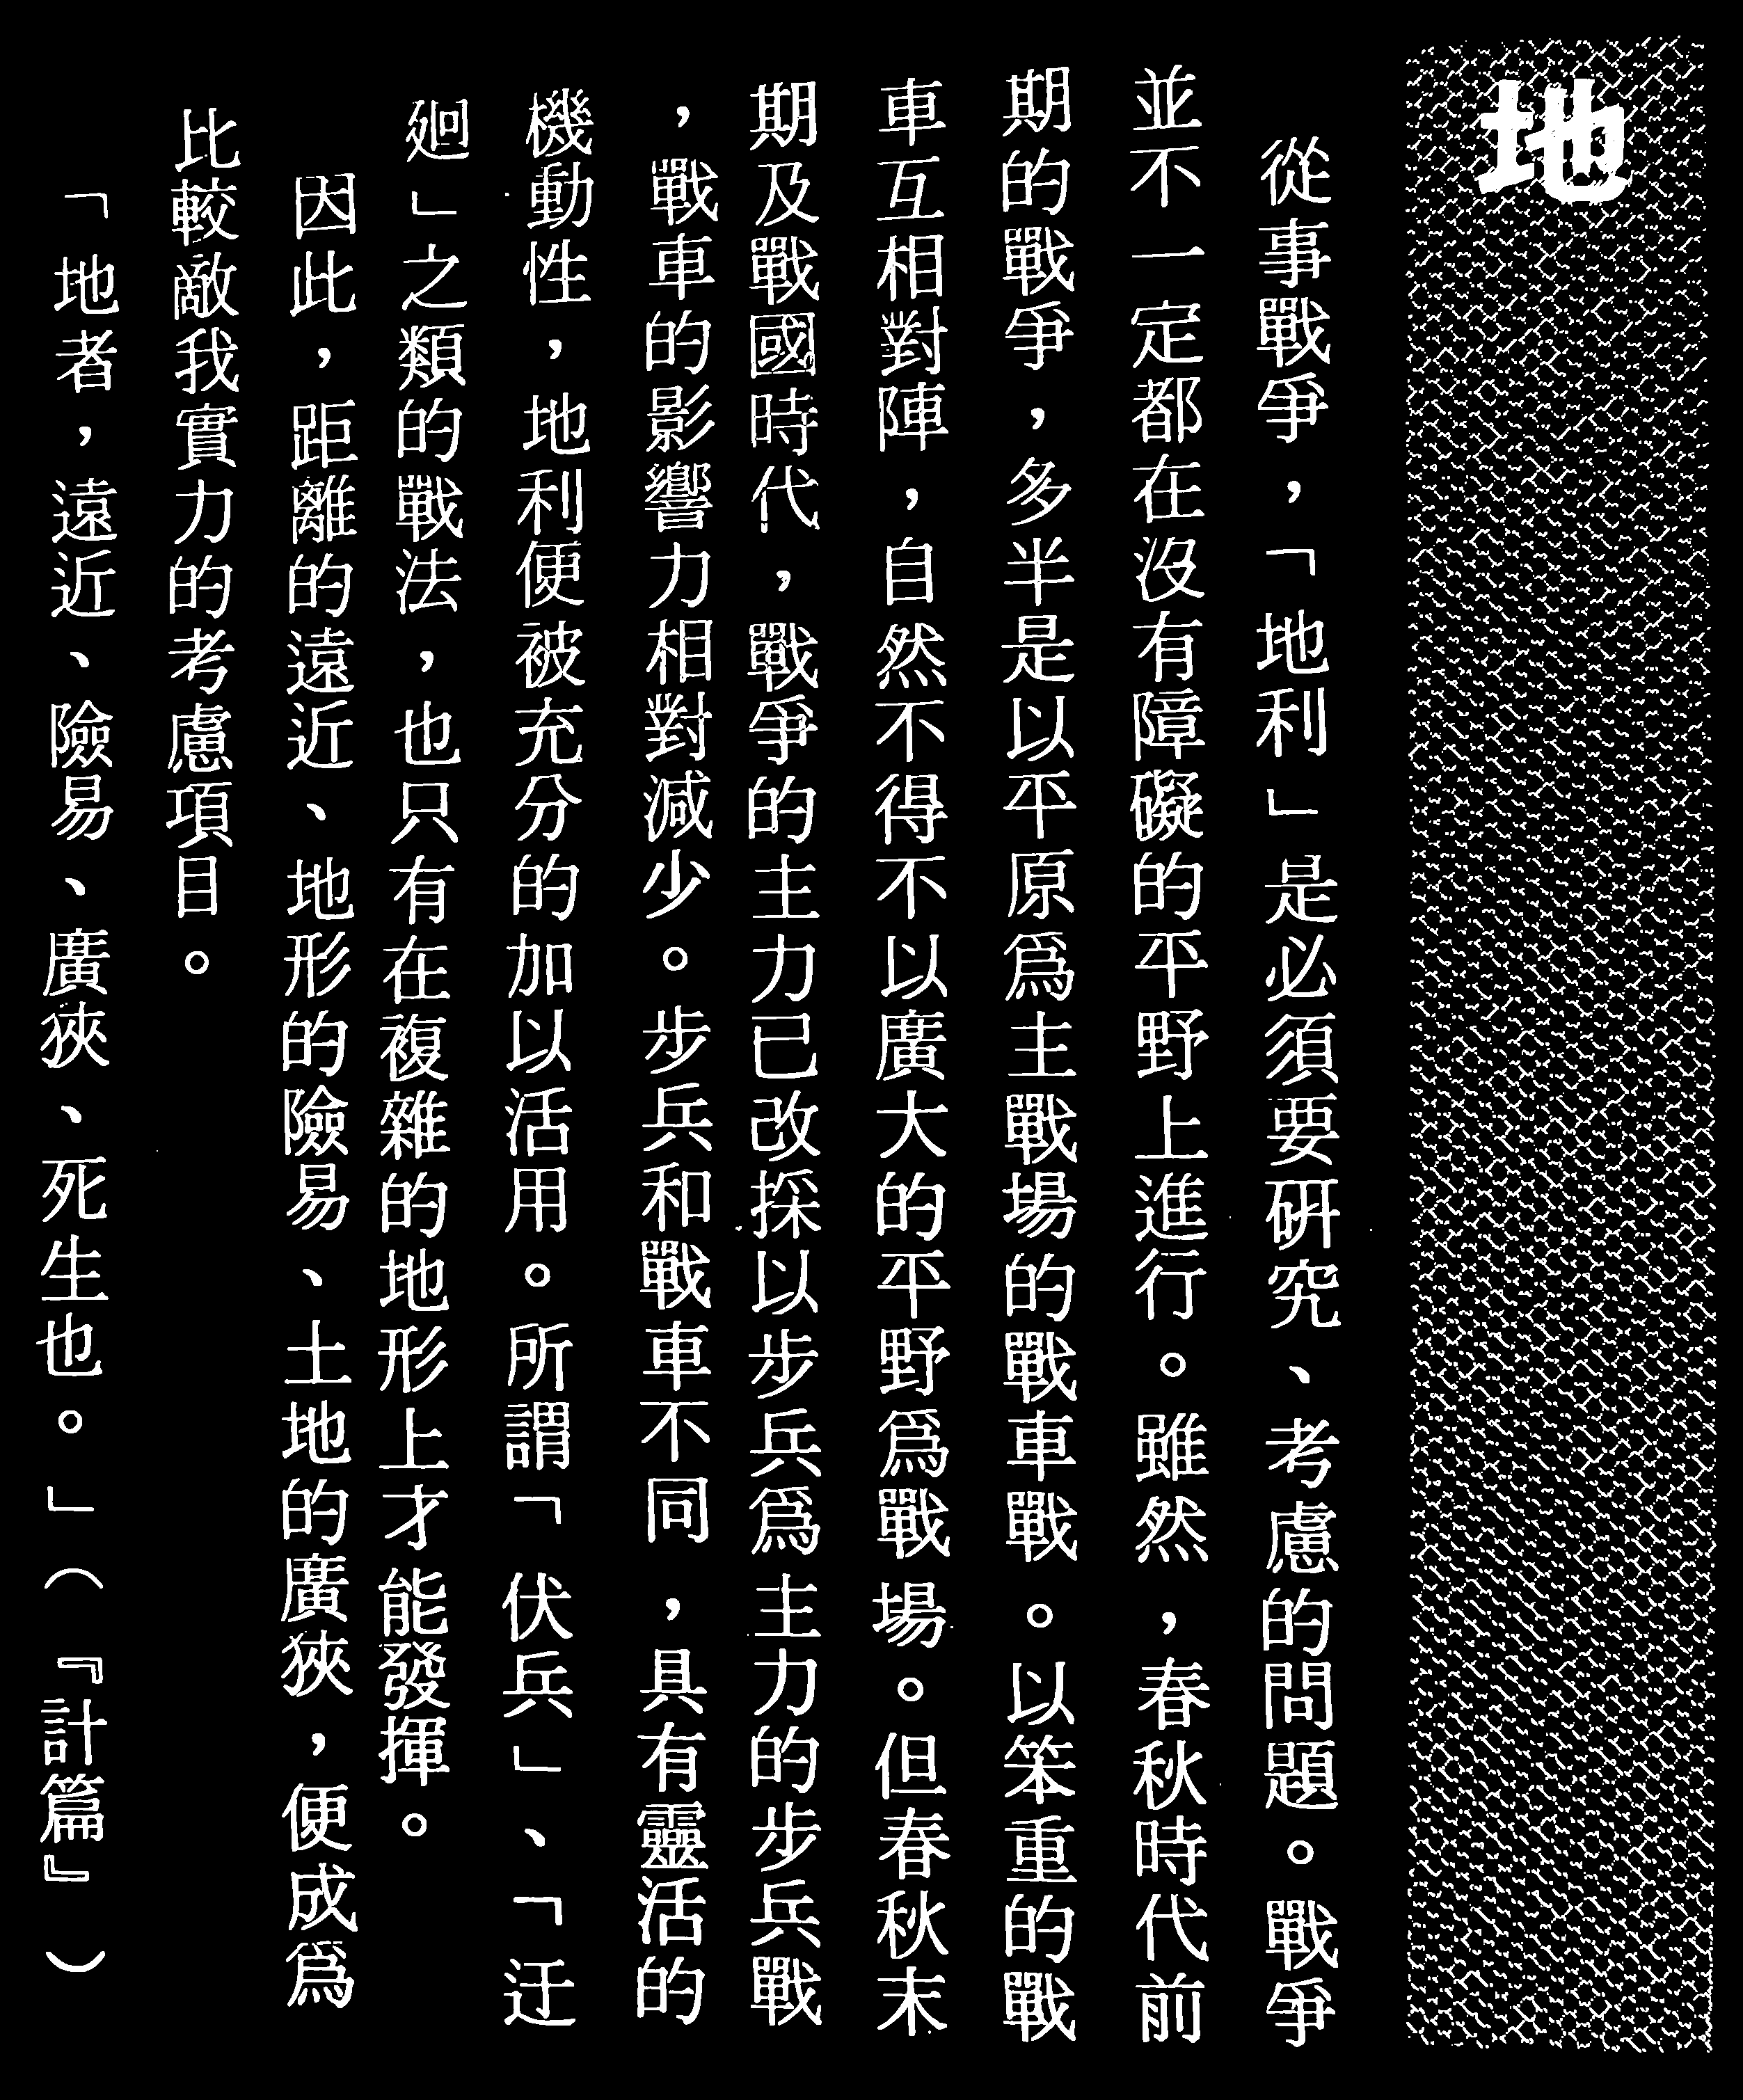 地
從事戰爭，「地利」是必須要硏究、考慮的問題。戰爭
並不一定都在沒有障礙的平野上進行。雖然，春秋時代前
期的戰爭，多半是以平原爲主戰場的戰車戰。以笨重的戰
車互相對陣，自然不得不以廣大的平野爲戰場。但春秋末
期及戰國時代，戰爭的主力已改採以步兵爲主力的步兵戰
，戰車的影響力相對減少。步兵和戰車不同，具有靈活的
機動性，地利便被充分的加以活用。所謂「伏兵」、「迂
廻」之類的戰法，也只有在複雜的地形上才能發揮。
因此，距離的遠近、地形的險易、土地的廣狹，便成爲
比較敵我實力的考慮項目。
「地者，遠近、險易、廣狹、死生也。」（『計篇』）